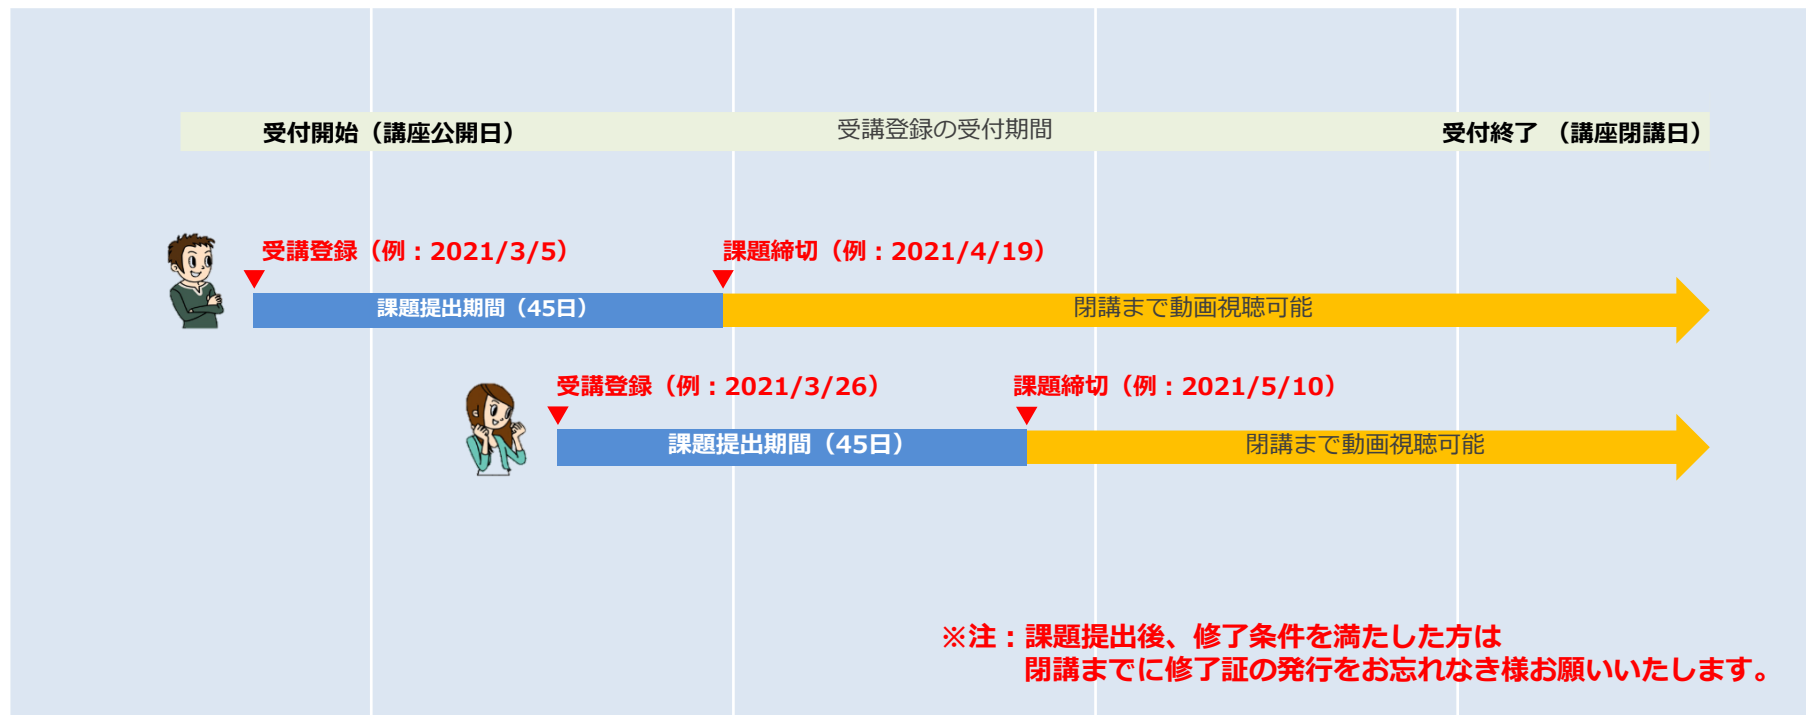 受付開始（講座公開日）
受講登録の受付期間
受付終了 （講座閉講日）
受講登録（例：2021/3/5）
課題締切（例：2021/4/19）
課題提出期間（45日）
閉講まで動画視聴可能
受講登録（例：2021/3/26）
課題締切（例：2021/5/10）
課題提出期間（45日）
閉講まで動画視聴可能
※注：課題提出後、修了条件を満たした方は
閉講までに修了証の発行をお忘れなき様お願いいたします。